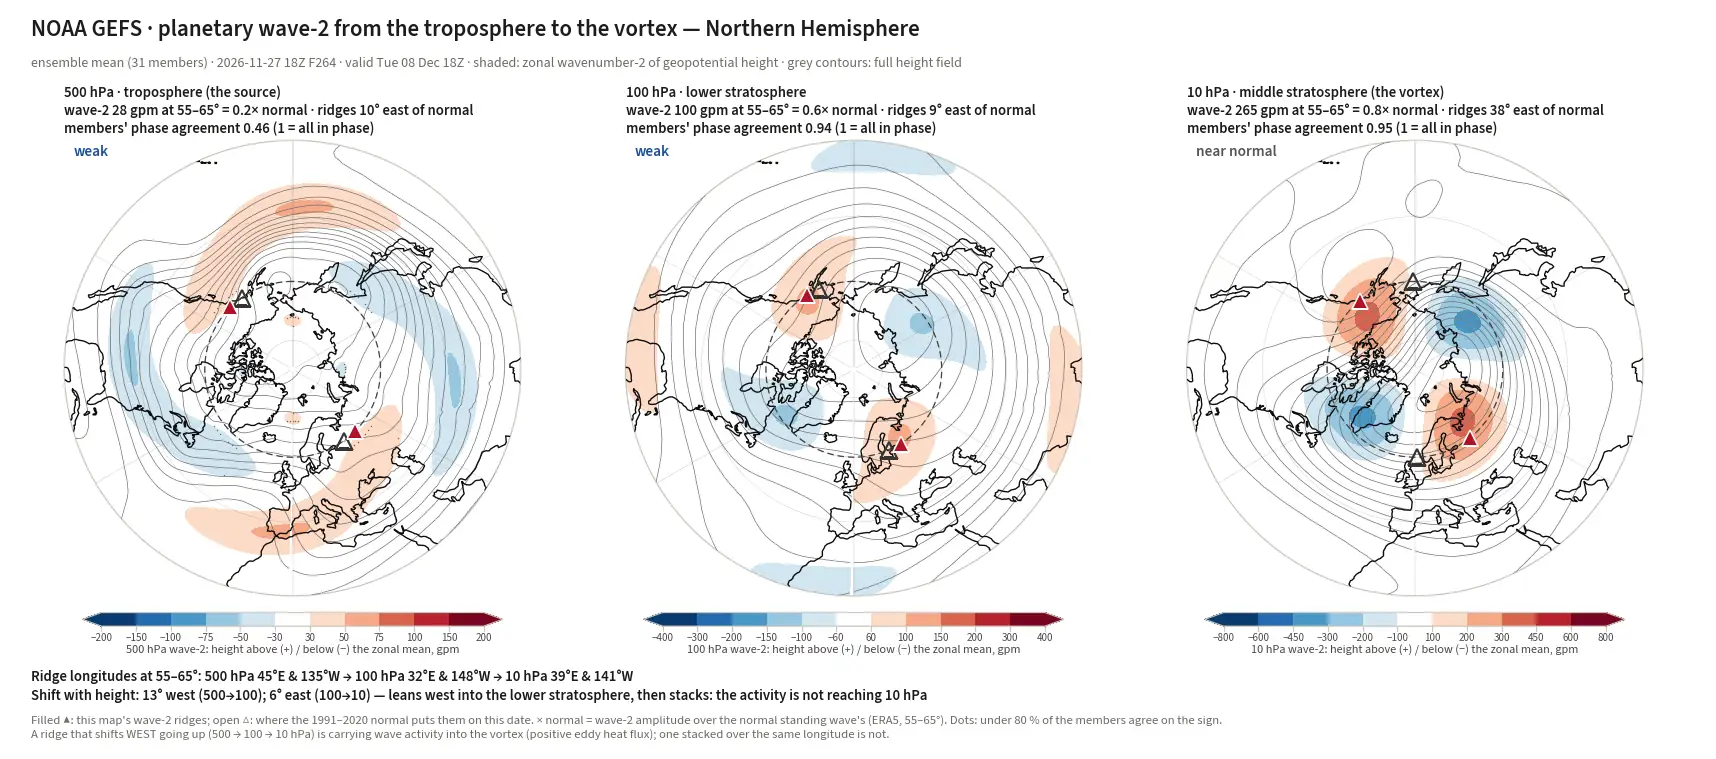 NOAA GEFS · planetary wave-2 from the troposphere to the vortex — Northern Hemisphere
ensemble mean (31 members) · 2026-11-27 18Z F264 · valid Tue 08 Dec 18Z · shaded: zonal wavenumber-2 of geopotential height · grey contours: full height field
500 hPa · troposphere (the source)
wave-2 28 gpm at 55–65° = 0.2× normal · ridges 10° east of normal
members' phase agreement 0.46 (1 = all in phase)
weak
100 hPa · lower stratosphere
wave-2 100 gpm at 55–65° = 0.6× normal · ridges 9° east of normal
members' phase agreement 0.94 (1 = all in phase)
weak
10 hPa · middle stratosphere (the vortex)
wave-2 265 gpm at 55–65° = 0.8× normal · ridges 38° east of normal
members' phase agreement 0.95 (1 = all in phase)
near normal
−200 −150 −100 −75 −50 −30 30 50 75 100 150 200
500 hPa wave-2: height above (+) / below (−) the zonal mean, gpm
−400 −300 −200 −150 −100 −60 60 100 150 200 300 400
100 hPa wave-2: height above (+) / below (−) the zonal mean, gpm
−800 −600 −450 −300 −200 −100 100 200 300 450 600 800
10 hPa wave-2: height above (+) / below (−) the zonal mean, gpm
Ridge longitudes at 55–65°: 500 hPa 45°E & 135°W → 100 hPa 32°E & 148°W → 10 hPa 39°E & 141°W
Shift with height: 13° west (500→100); 6° east (100→10) — leans west into the lower stratosphere, then stacks: the activity is not reaching 10 hPa
Filled ▲: this map's wave-2 ridges; open △: where the 1991–2020 normal puts them on this date. × normal = wave-2 amplitude over the normal standing wave's (ERA5, 55–65°). Dots: under 80 % of the members agree on the sign.
A ridge that shifts WEST going up (500 → 100 → 10 hPa) is carrying wave activity into the vortex (positive eddy heat flux); one stacked over the same longitude is not.